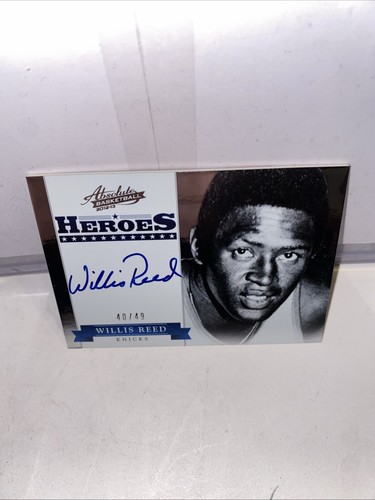 Absolute
BASKETBALL
2012-13
HEROES
Willis Reed
40/49
WILLIS REED
KNICKS